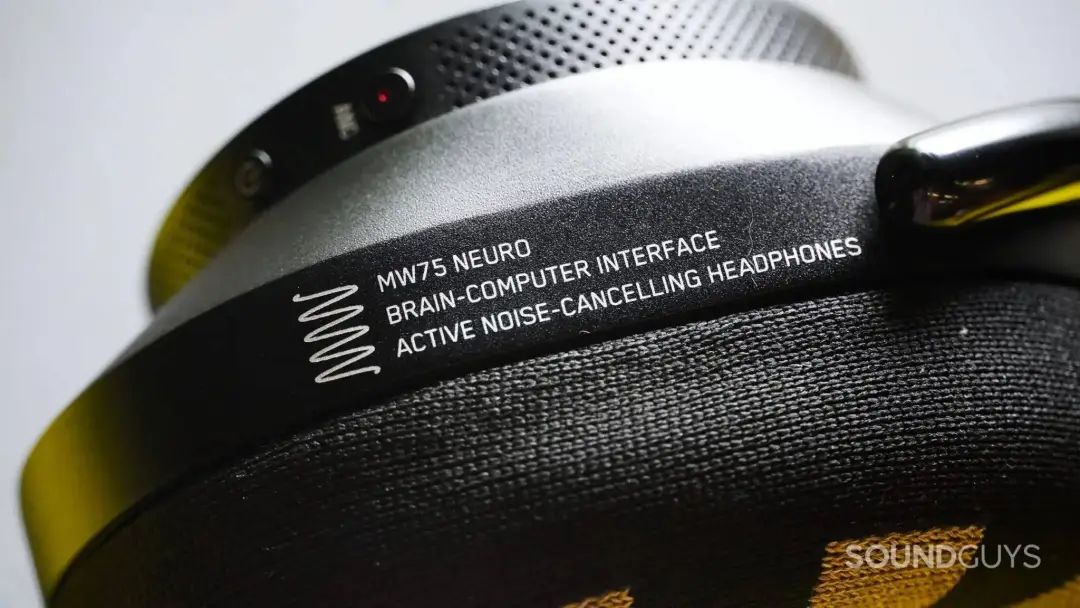 MW75 NEURO
BRAIN-COMPUTER INTERFACE
ACTIVE NOISE-CANCELLING HEADPHONES
SOUNDGUYS